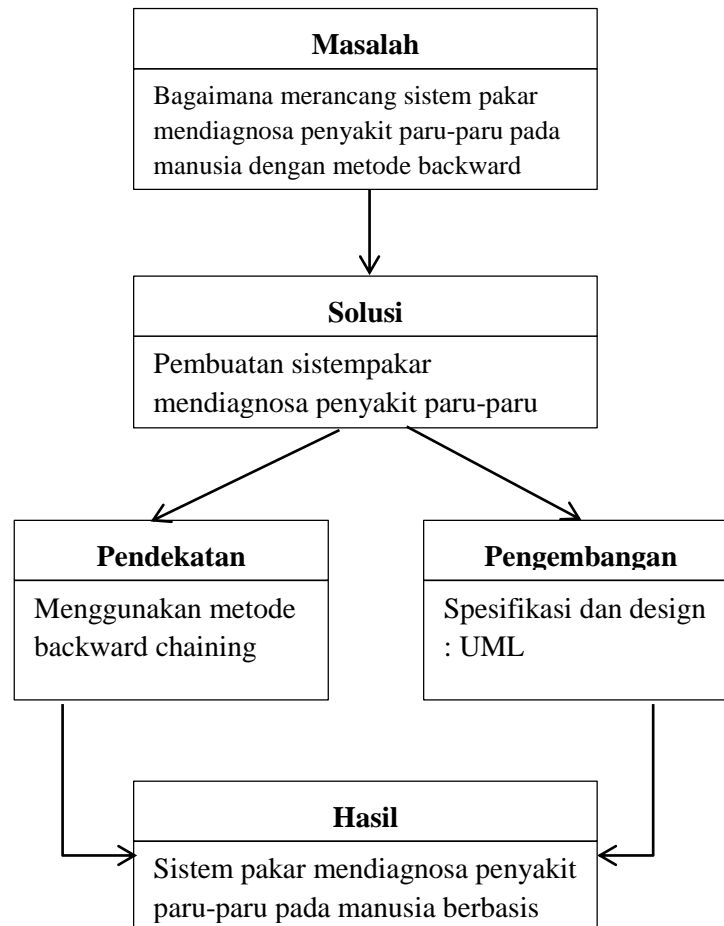 Masalah
Bagaimana merancang sistem pakar
mendiagnosa penyakit paru-paru pada
manusia dengan metode backward
Solusi
Pembuatan sistempakar
mendiagnosa penyakit paru-paru
Pendekatan
Menggunakan metode
backward chaining
Pengembangan
Spesifikasi dan design
: UML
Hasil
Sistem pakar mendiagnosa penyakit
paru-paru pada manusia berbasis